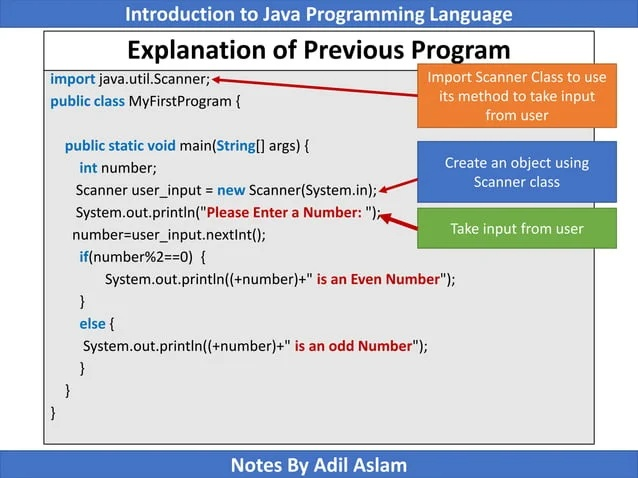 Introduction to Java Programming Language
Explanation of Previous Program
import java.util.Scanner;
public class MyFirstProgram {
public static void main(String[] args) {
int number;
Scanner user_input = new Scanner(System.in);
System.out.println("Please Enter a Number: ");
number=user_input.nextInt();
if(number%2==0) {
System.out.println((+number)+" is an Even Number");
}
else {
System.out.println((+number)+" is an odd Number");
}
}
}
Import Scanner Class to use
its method to take input
from user
Create an object using
Scanner class
Take input from user
Notes By Adil Aslam